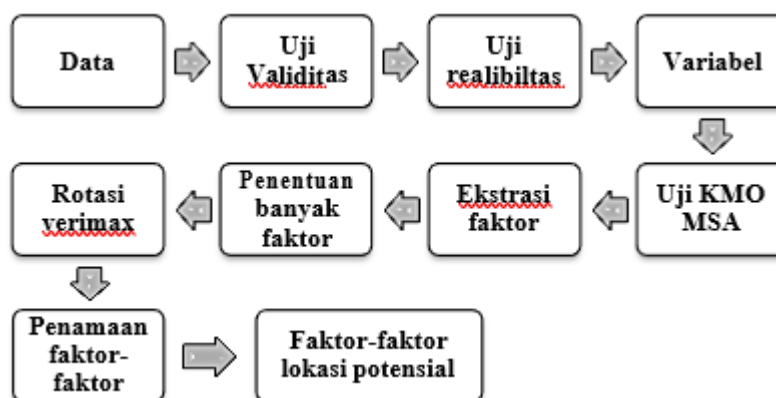 Data
Uji
Validitas
Uji
realibiltas
Variabel
Uji KMO
MSA
Ekstrasi
faktor
Penentuan
banyak
faktor
Rotasi
verimax
Penamaan
faktor-
faktor
Faktor-faktor
lokasi potensial